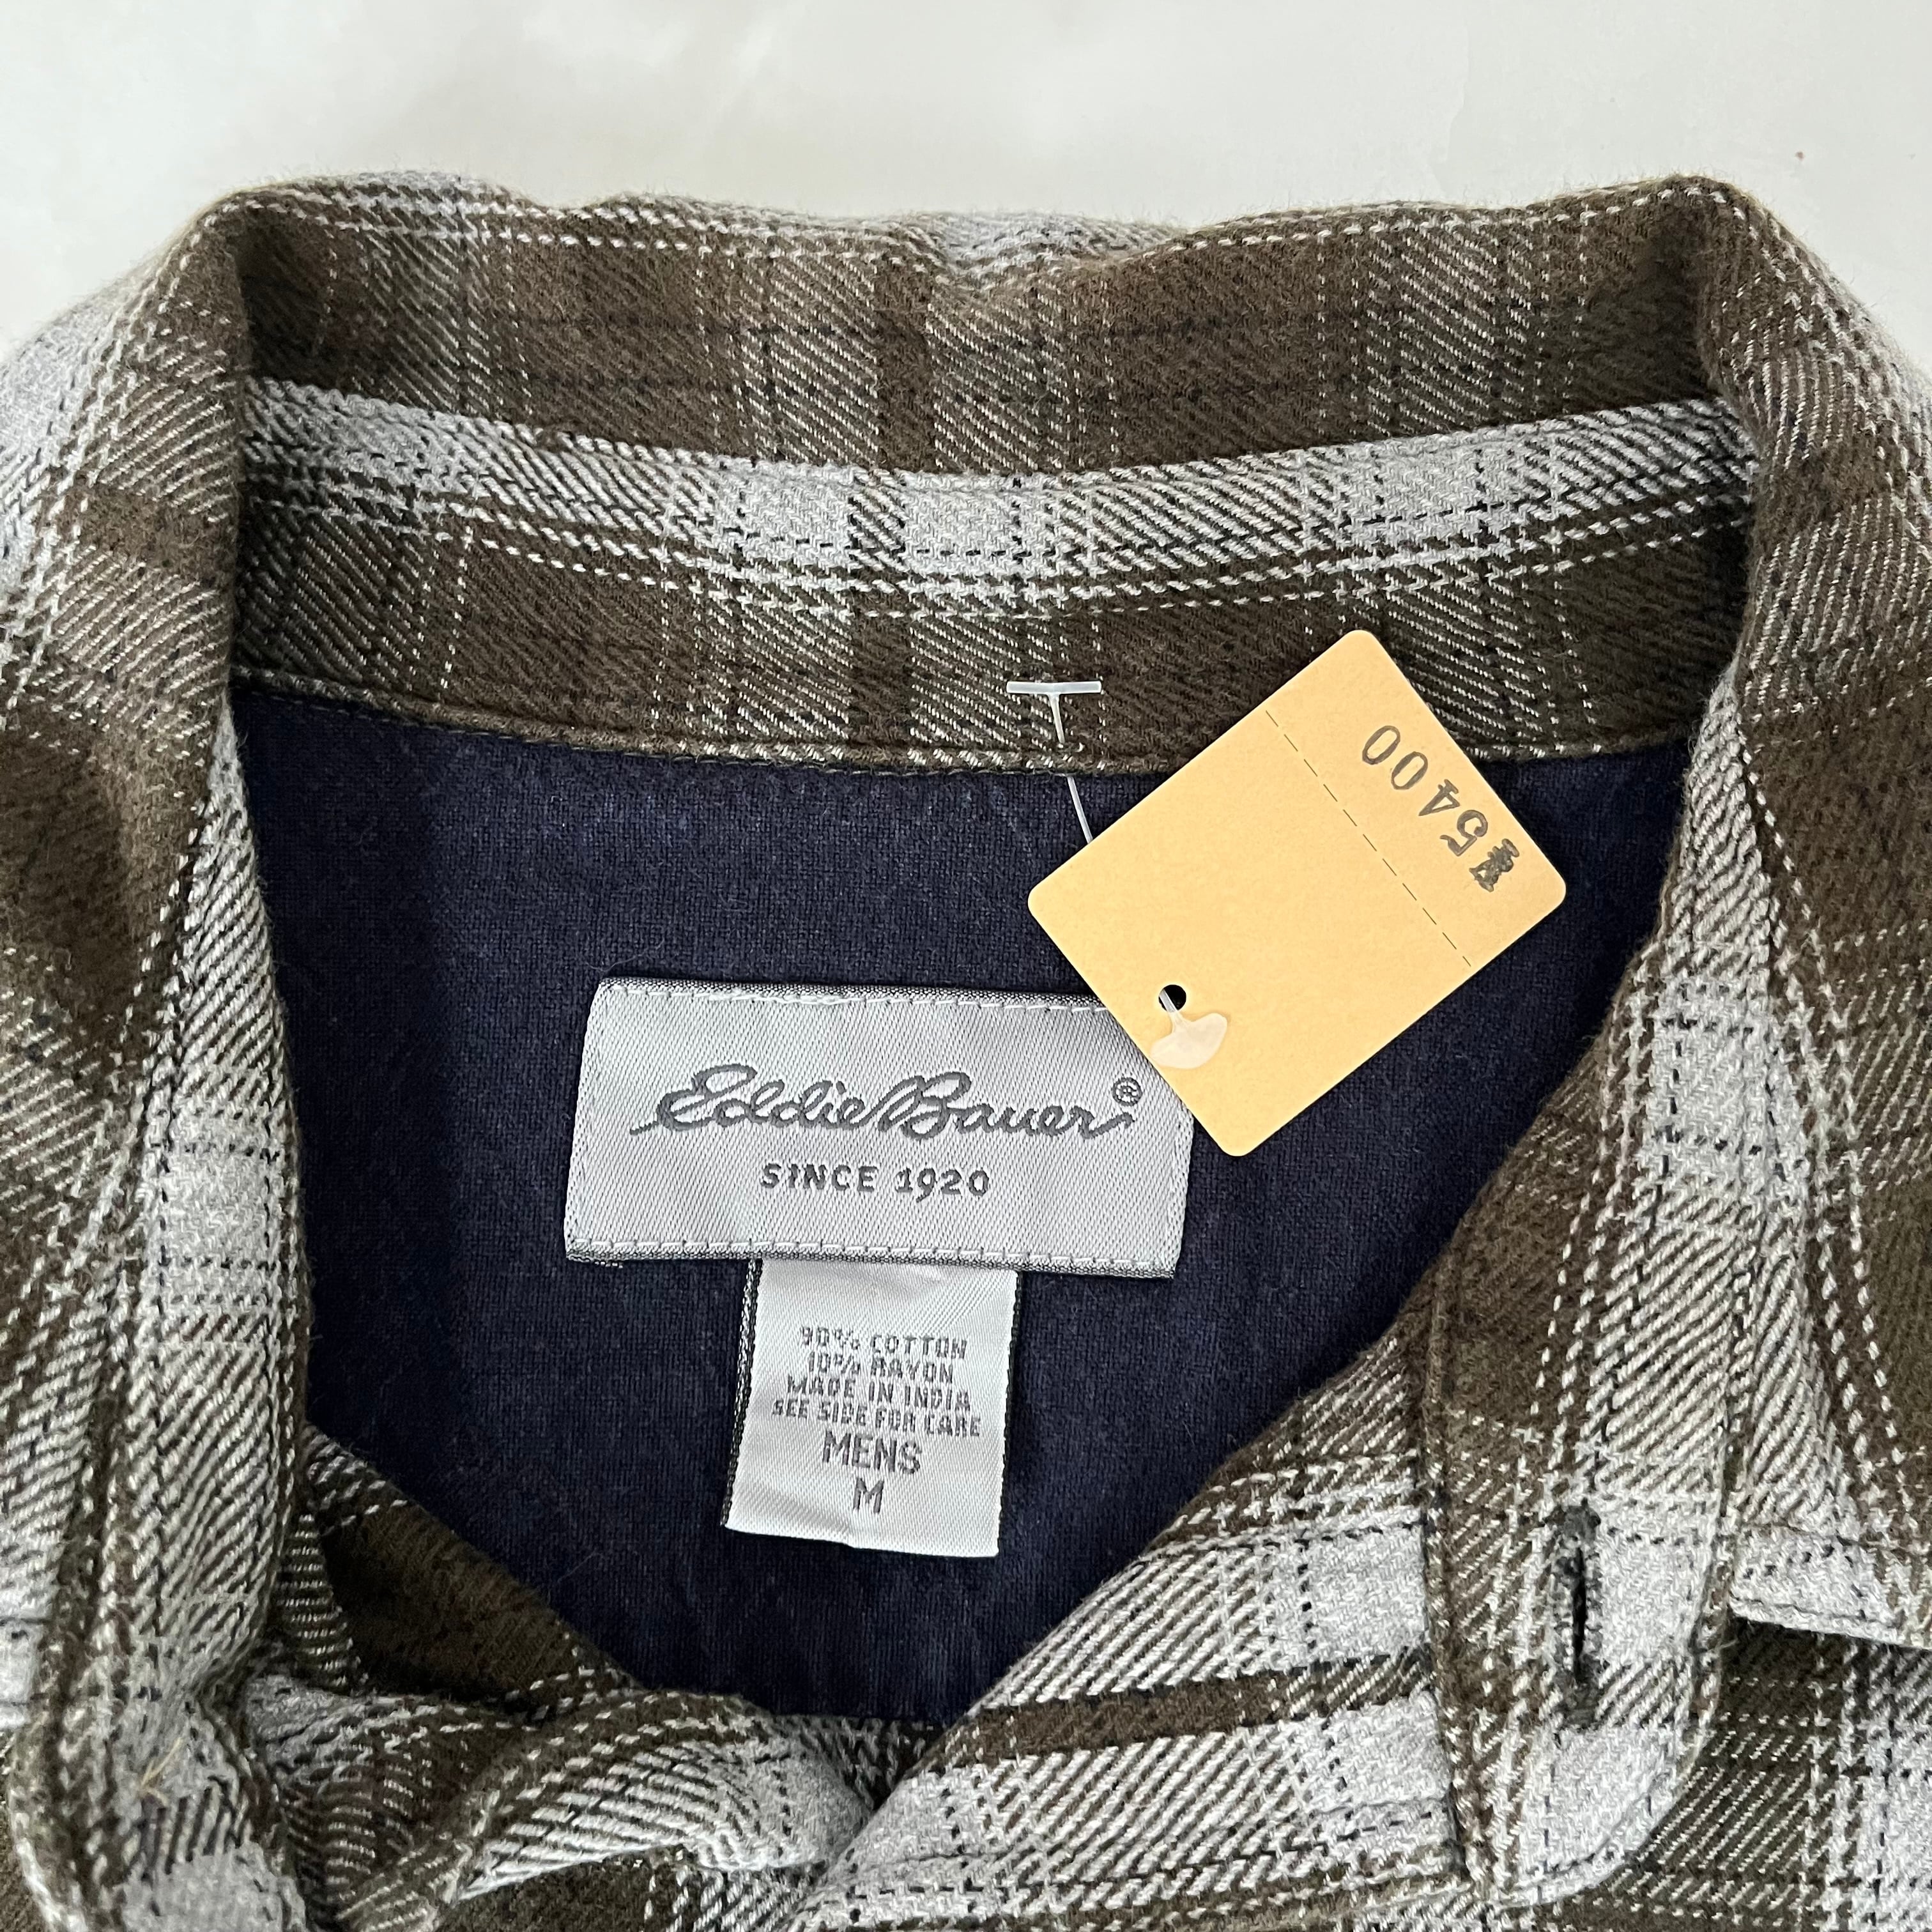 ¥5400
Eddie Bauer®
SINCE 1920
90% COTTON
10% RAYON
MADE IN INDIA
SEE SIDE FOR CARE
MENS
M